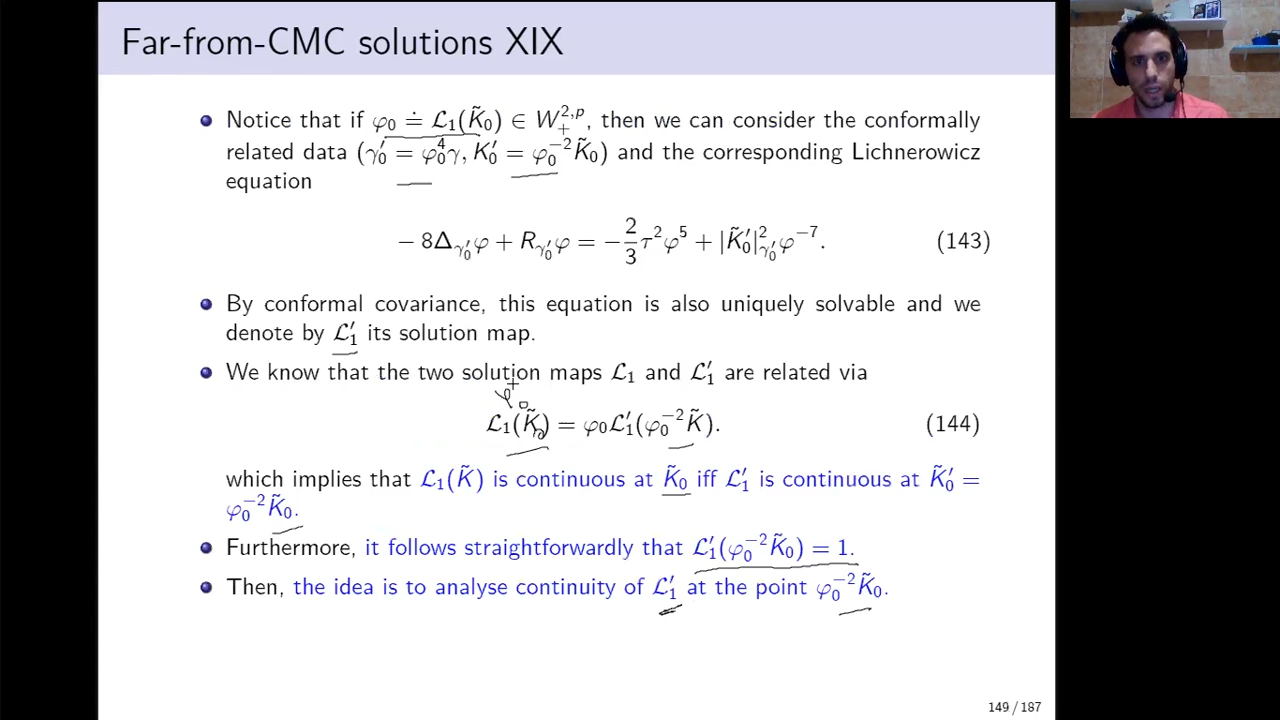 Far-from-CMC solutions XIX
Notice that if φ₀ ≐ ℒ₁(K̃₀) ∈ W₊^{2,p}, then we can consider the conformally
related data (γ₀′ = φ₀⁴γ, K₀′ = φ₀⁻²K̃₀) and the corresponding Lichnerowicz
equation
− 8Δ_{γ₀′}φ + R_{γ₀′}φ = −2/3 τ²φ⁵ + |K̃₀′|²_{γ₀′}φ⁻⁷. (143)
By conformal covariance, this equation is also uniquely solvable and we
denote by ℒ₁′ its solution map.
We know that the two solution maps ℒ₁ and ℒ₁′ are related via
ℒ₁(K̃) = φ₀ℒ₁′(φ₀⁻²K̃). (144)
which implies that ℒ₁(K̃) is continuous at K̃₀ iff ℒ₁′ is continuous at K̃₀′ =
φ₀⁻²K̃₀.
Furthermore, it follows straightforwardly that ℒ₁′(φ₀⁻²K̃₀) = 1.
Then, the idea is to analyse continuity of ℒ₁′ at the point φ₀⁻²K̃₀.
149 / 187